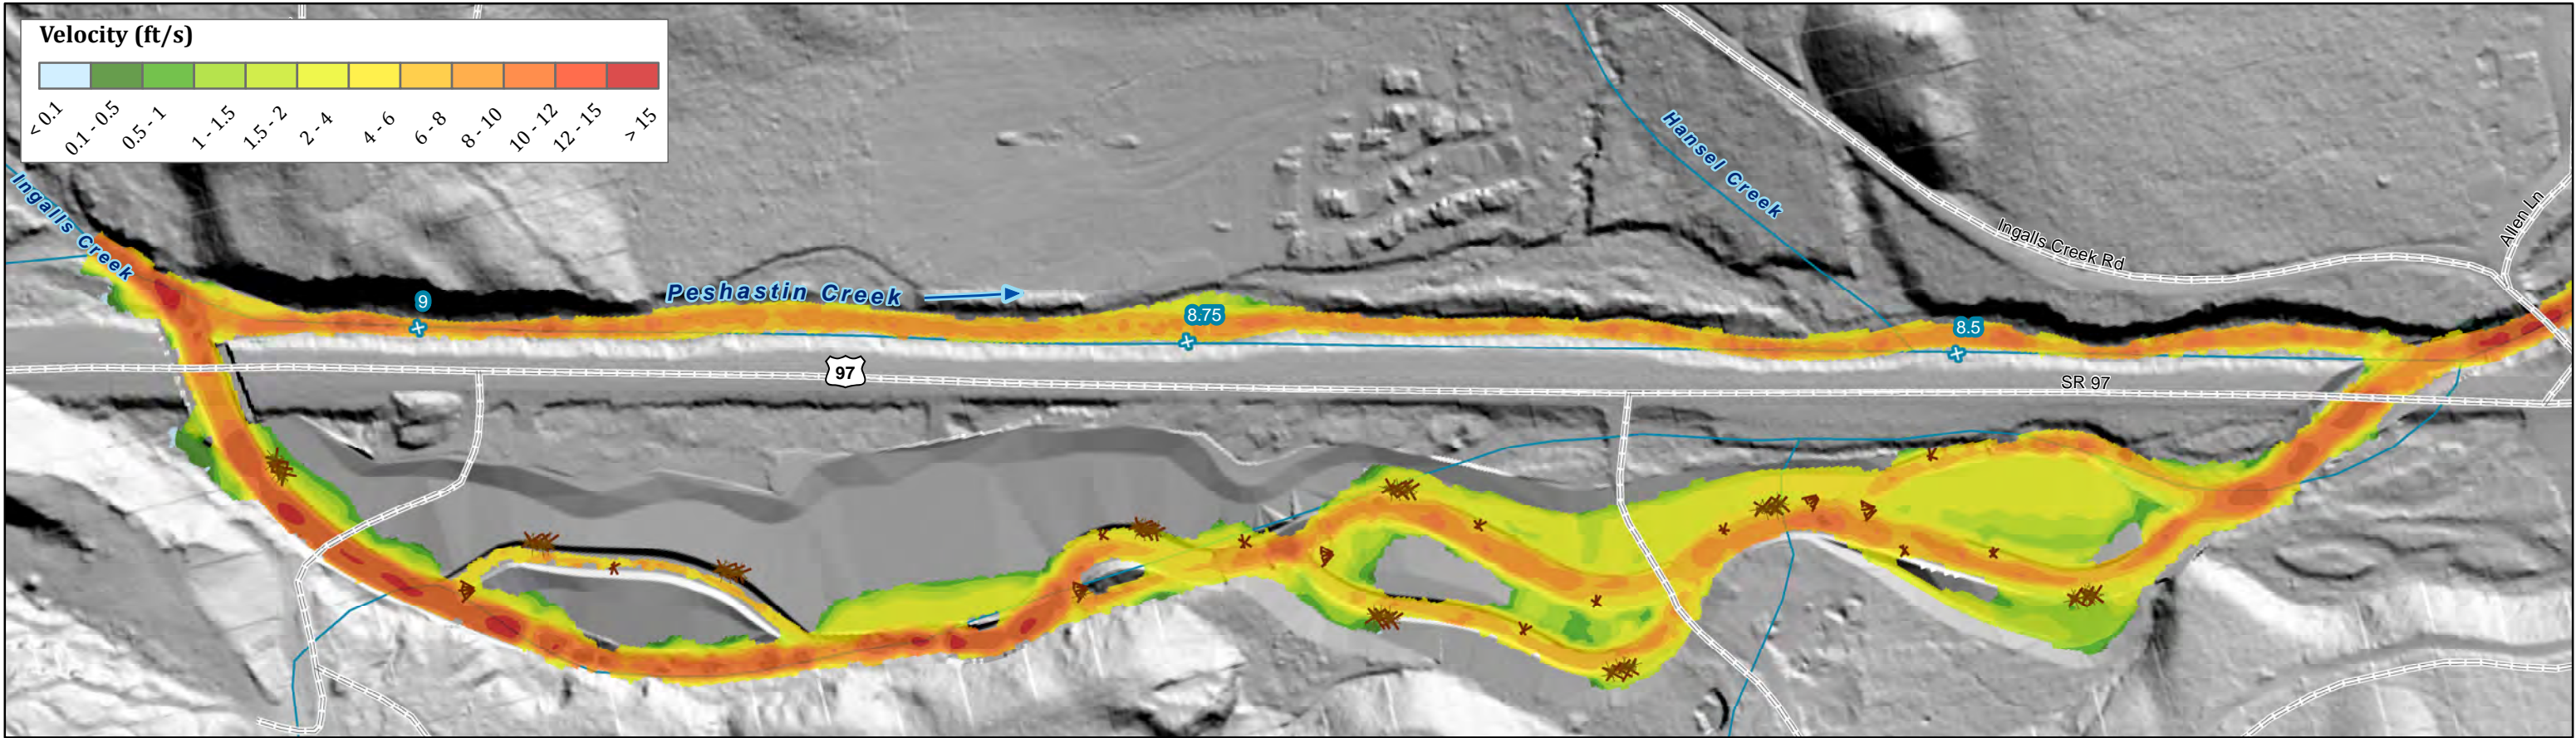 Velocity (ft/s)
< 0.1
0.1 - 0.5
0.5 - 1
1 - 1.5
1.5 - 2
2 - 4
4 - 6
6 - 8
8 - 10
10 - 12
12 - 15
> 15
Ingalls Creek
Hansel Creek
Ingalls Creek Rd
Allen Ln
Peshastin Creek
9
8.75
8.5
97
SR 97